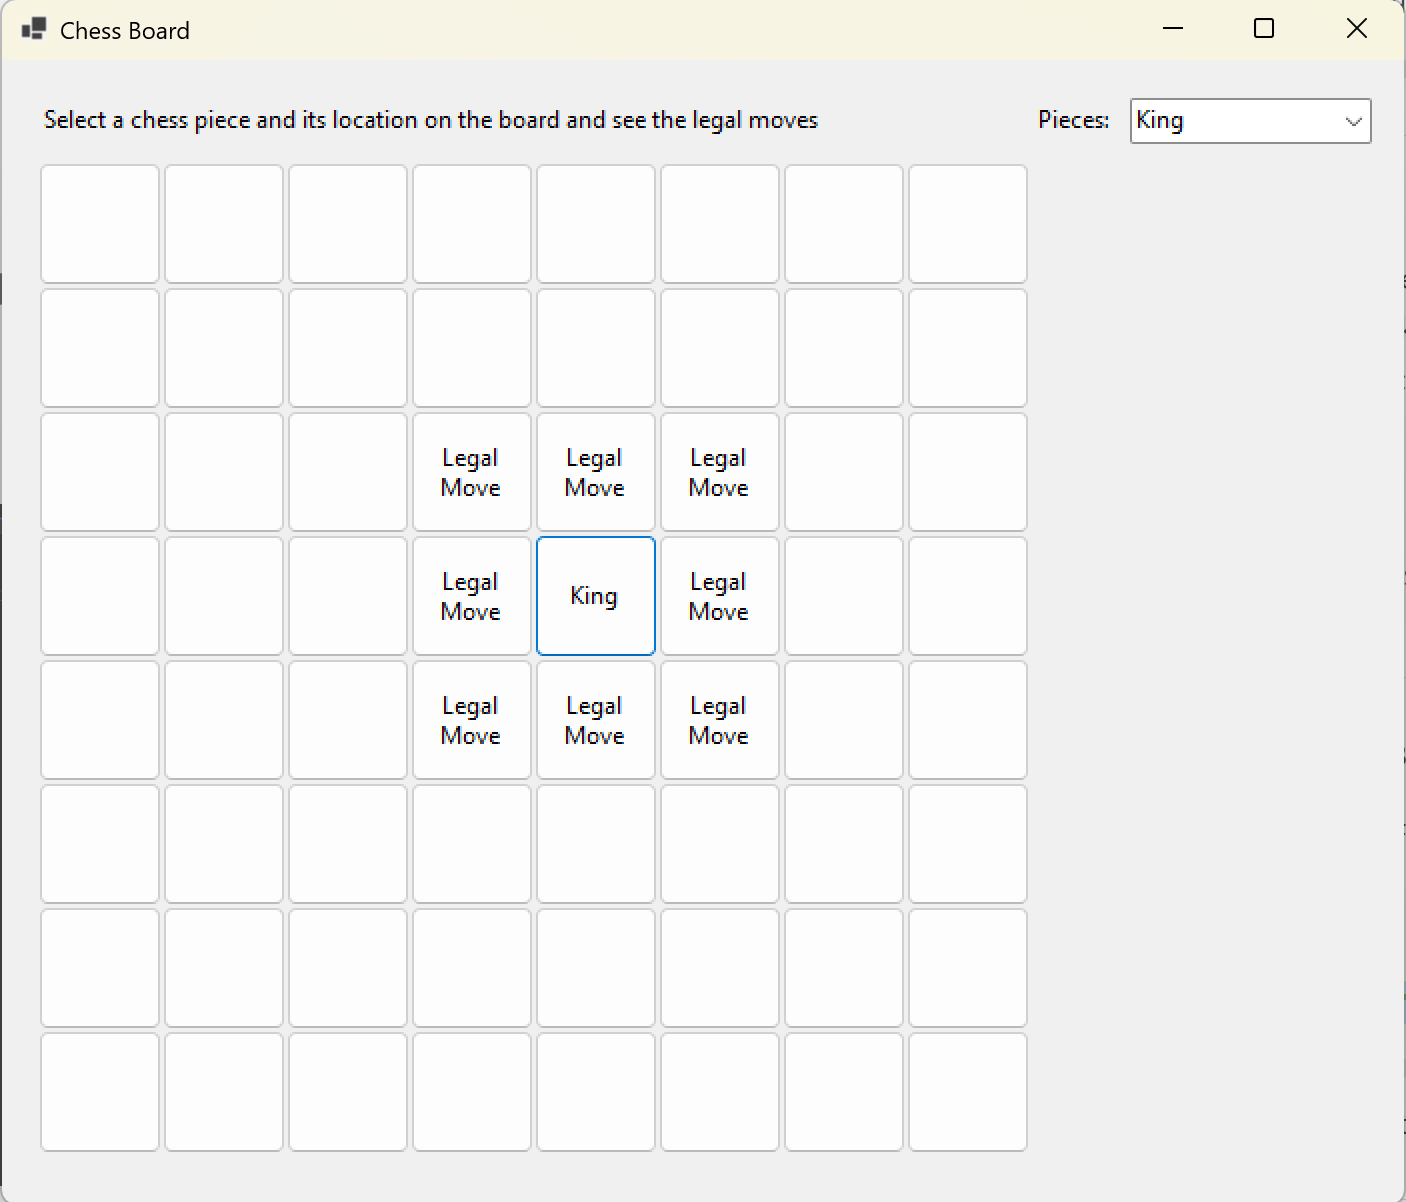 Chess Board
Select a chess piece and its location on the board and see the legal moves
Pieces:
King
Legal
Move
Legal
Move
Legal
Move
Legal
Move
King
Legal
Move
Legal
Move
Legal
Move
Legal
Move